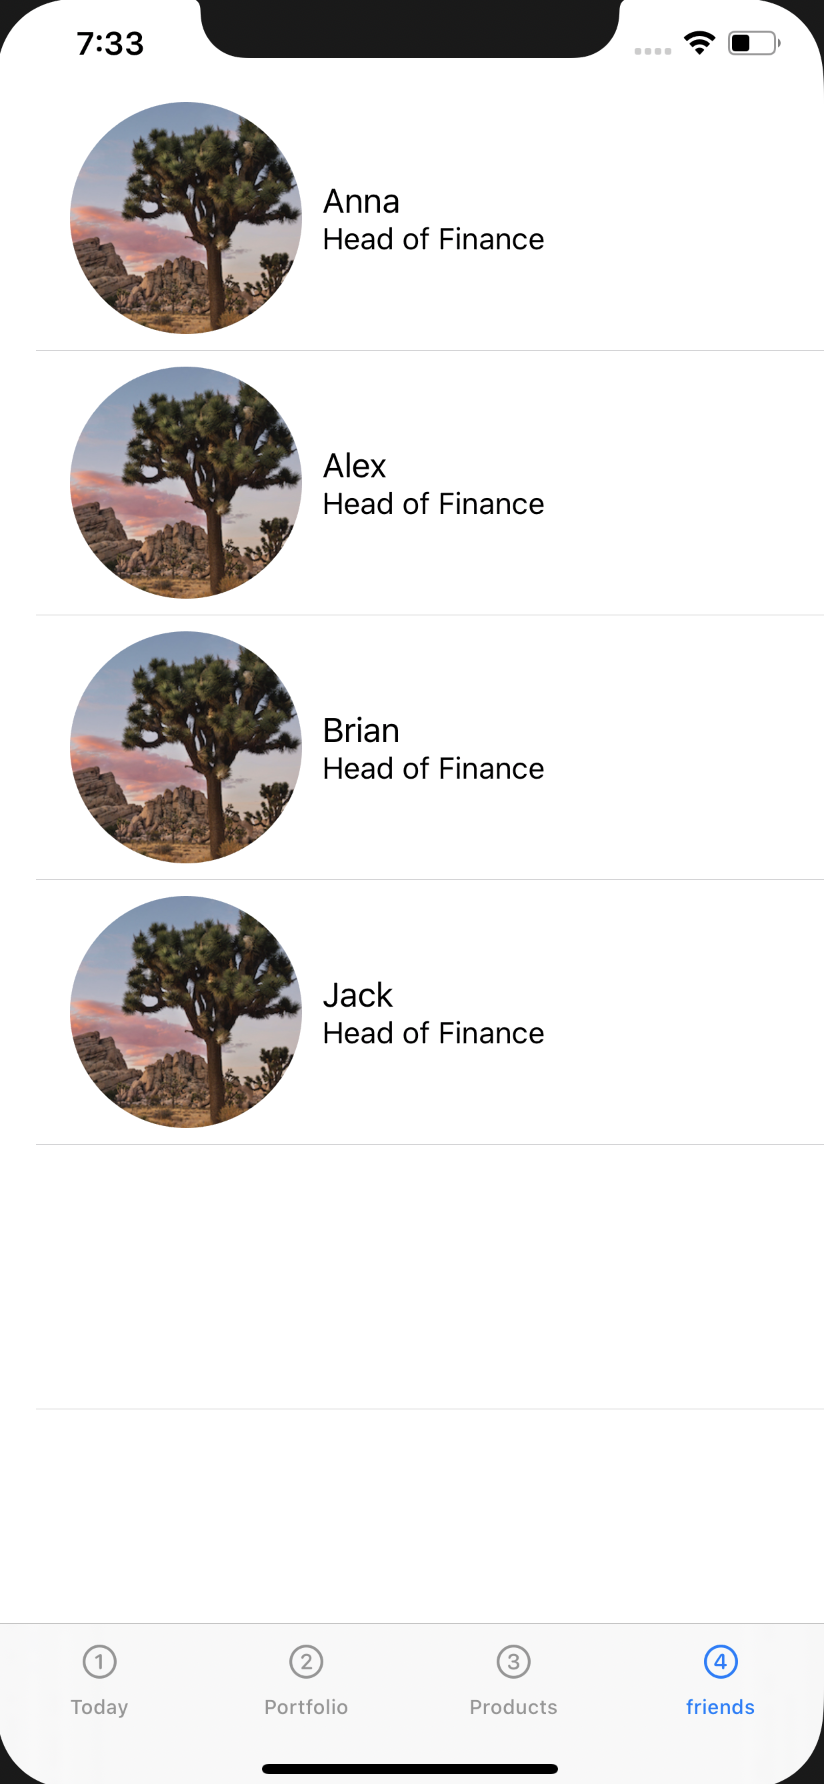 7:33
Anna
Head of Finance
Alex
Head of Finance
Brian
Head of Finance
Jack
Head of Finance
1 2 3 4
Today Portfolio Products friends